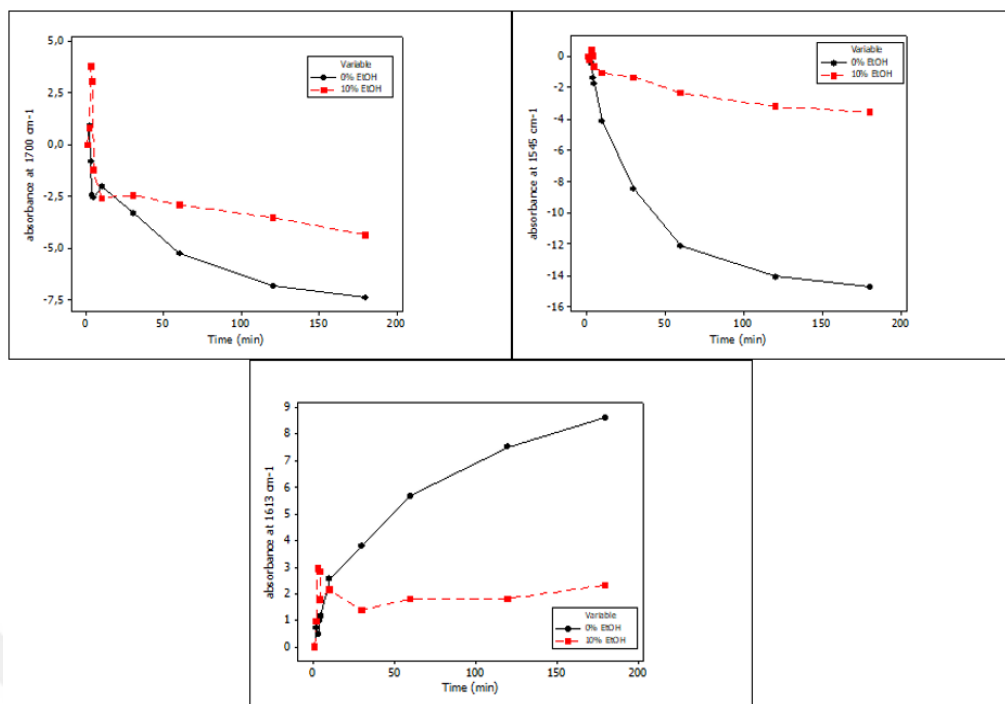 absorbance at 1700 cm-1
5,0
2,5
0,0
-2,5
-5,0
-7,5
0
50
100
150
200
Time (min)
Variable
0% EtOH
10% EtOH
absorbance at 1545 cm-1
0
-2
-4
-6
-8
-10
-12
-14
-16
0
50
100
150
200
Time (min)
Variable
0% EtOH
10% EtOH
absorbance at 1613 cm-1
9
8
7
6
5
4
3
2
1
0
0
50
100
150
200
Time (min)
Variable
0% EtOH
10% EtOH